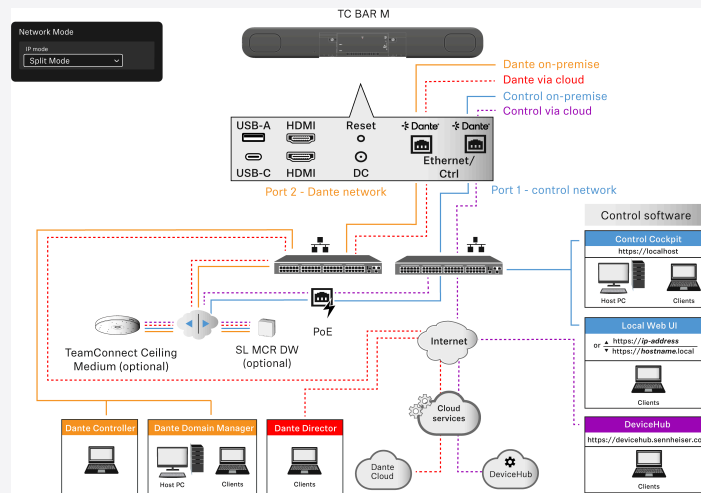 TC BAR M
Network Mode
IP mode
Split Mode
Dante on-premise
Dante via cloud
Control on-premise
Control via cloud
USB-A HDMI Reset Dante Dante
Ethernet/
Ctrl
USB-C HDMI DC
Port 2 - Dante network
Port 1 - control network
Control software
Control Cockpit
https://localhost
Host PC Clients
PoE
TeamConnect Ceiling
Medium (optional)
SL MCR DW
(optional)
Internet
Local Web UI
or https://ip-address
https://hostname.local
Clients
Cloud
services
Dante Controller
Dante Domain Manager
Host PC Clients
Dante Director
Clients
Dante
Cloud
DeviceHub
DeviceHub
https://devicehub.sennheiser.co
Clients